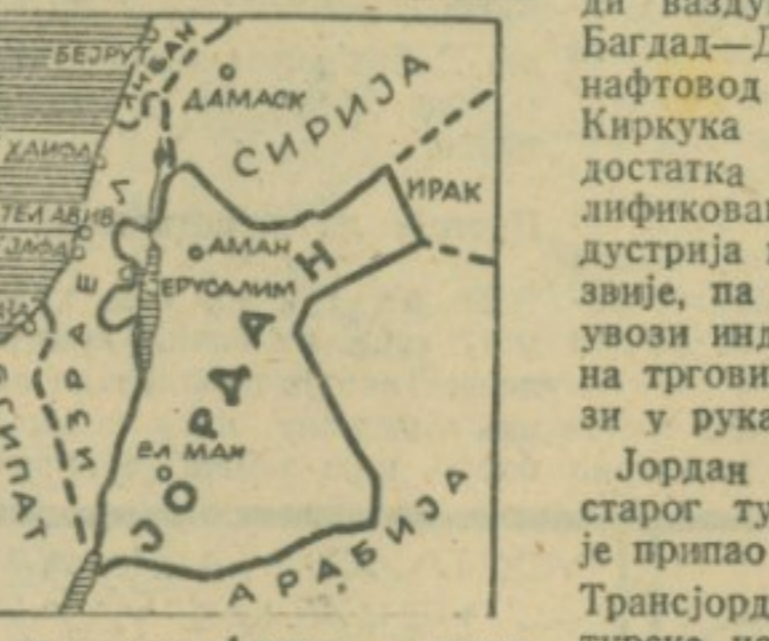 БЕЈРУТ
ЛИБАН
ДАМАСК
СИРИЈА
ХАИФА
ИРАК
ТЕЛ АВИВ
ЈАФА
АМАН
ЈЕРУСАЛИМ
ИЗРАЕЛ
ЈОРДАН
ЕЛ МАН
ЕГИПАТ
АРАБИЈА
ди ваздуш
Багдад—Д
нафтовод
Киркука
достатка
лификован
дустрија
звије, па
увози инд
на тргови
зи у рука
Јордан
старог ту
је припао
Трансјорд